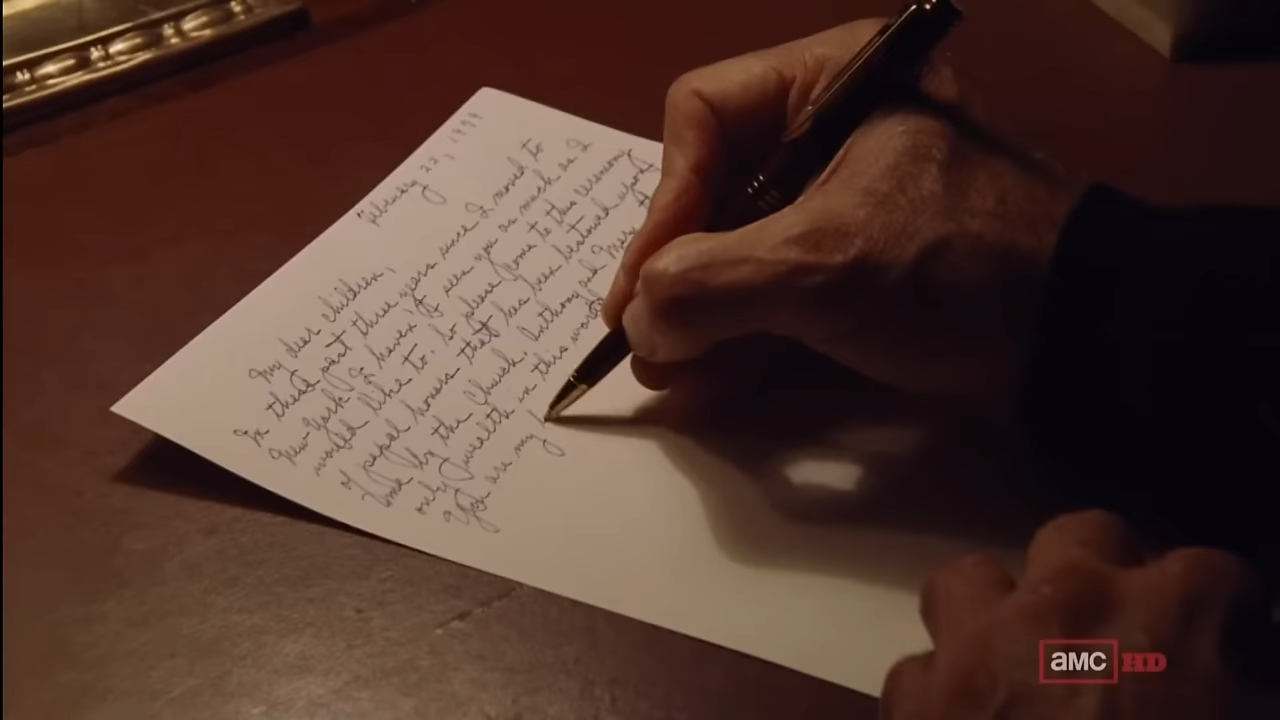 February 22, 1979
My dear children,
In these past three years since I moved to
New York I haven't seen you as much as I
would like to. So please come to this ceremony
of papal honors that has been bestowed upon
me by the Church. Anthony and Mary
only wealth in this world
You are my
aMC HD